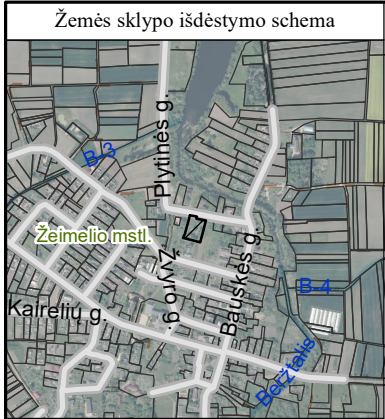 Žemės sklypo išdėstymo schema
Plytinės g.
B-3
Žeimelio mstl.
Žvyro g.
Bauskės g.
Kairelių g.
B-4
Beržtalis